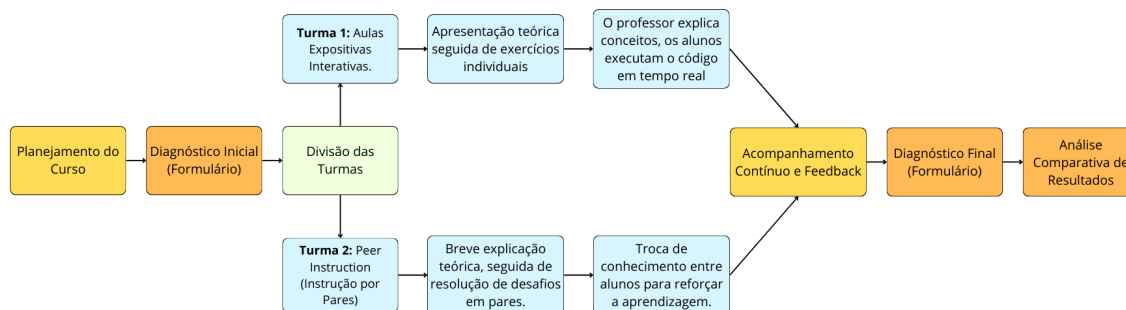 Planejamento do
Curso
Diagnóstico Inicial
(Formulário)
Divisão das
Turmas
Turma 1: Aulas
Expositivas
Interativas.
Apresentação teórica
seguida de exercícios
individuais
O professor explica
conceitos, os alunos
executam o código
em tempo real
Turma 2: Peer
Instruction
(Instrução por
Pares)
Breve explicação
teórica, seguida de
resolução de desafios
em pares.
Troca de
conhecimento entre
alunos para reforçar
a aprendizagem.
Acompanhamento
Contínuo e Feedback
Diagnóstico Final
(Formulário)
Análise
Comparativa de
Resultados